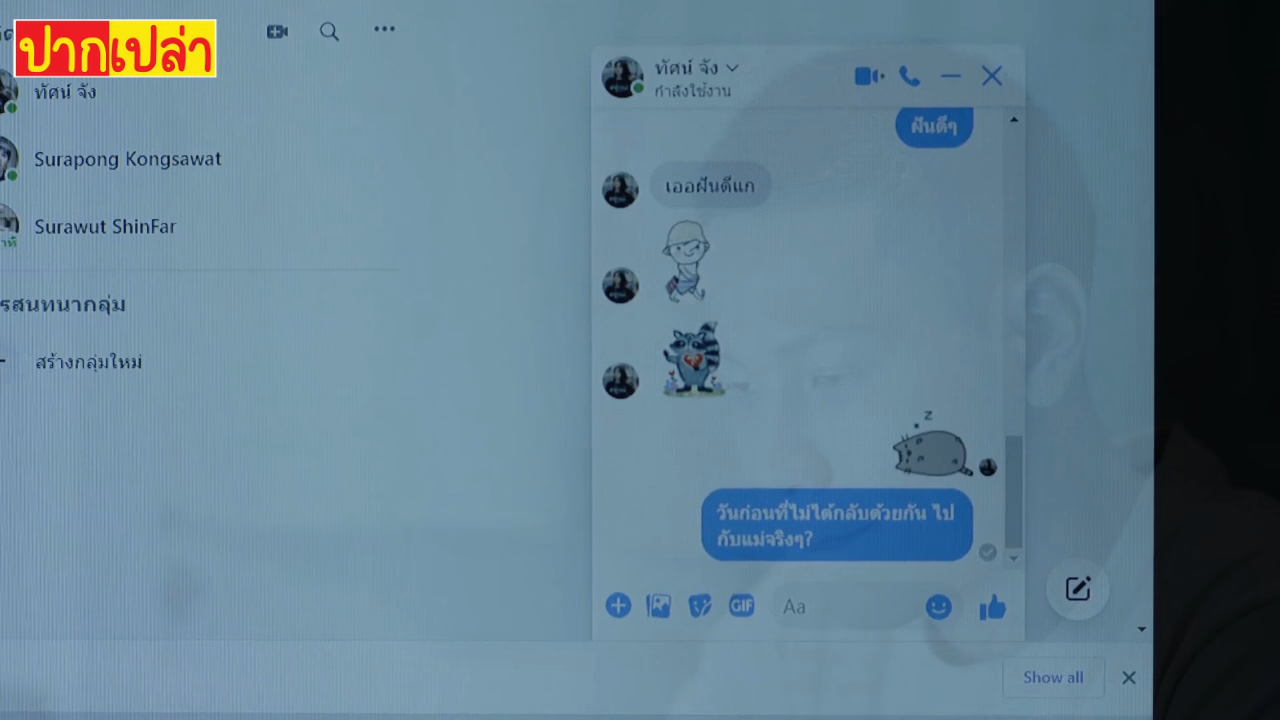 ปากเปล่า
ทัศน์ จัง
Surapong Kongsawat
Surawut ShinFar
าที
รสนทนากลุ่ม
สร้างกลุ่มใหม่
ทัศน์ จัง
กำลังใช้งาน
ฝันดีๆ
เออฝันดีแก
z
วันก่อนที่ไม่ได้กลับด้วยกัน ไป
กับแม่จริงๆ?
GIF
Aa
Show all